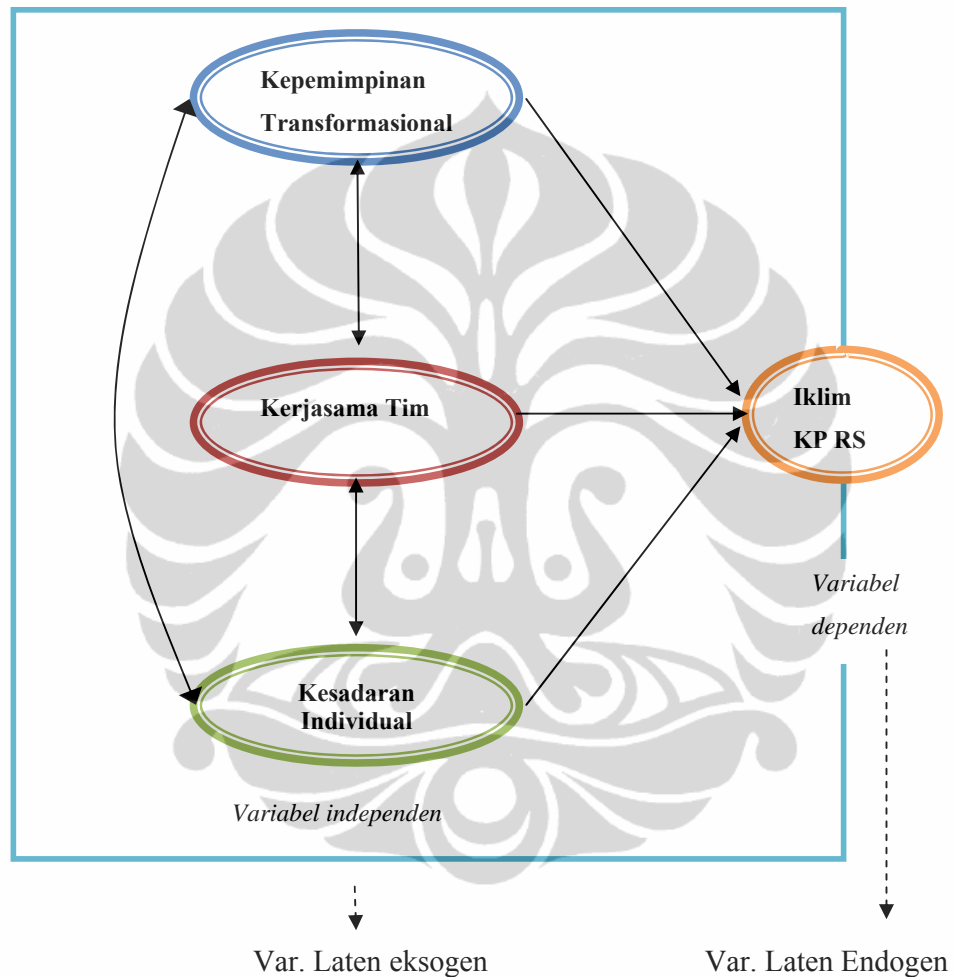 Kepemimpinan
Transformasional
Kerjasama Tim
Iklim
KP RS
Variabel
dependen
Kesadaran
Individual
Variabel independen
Var. Laten eksogen
Var. Laten Endogen